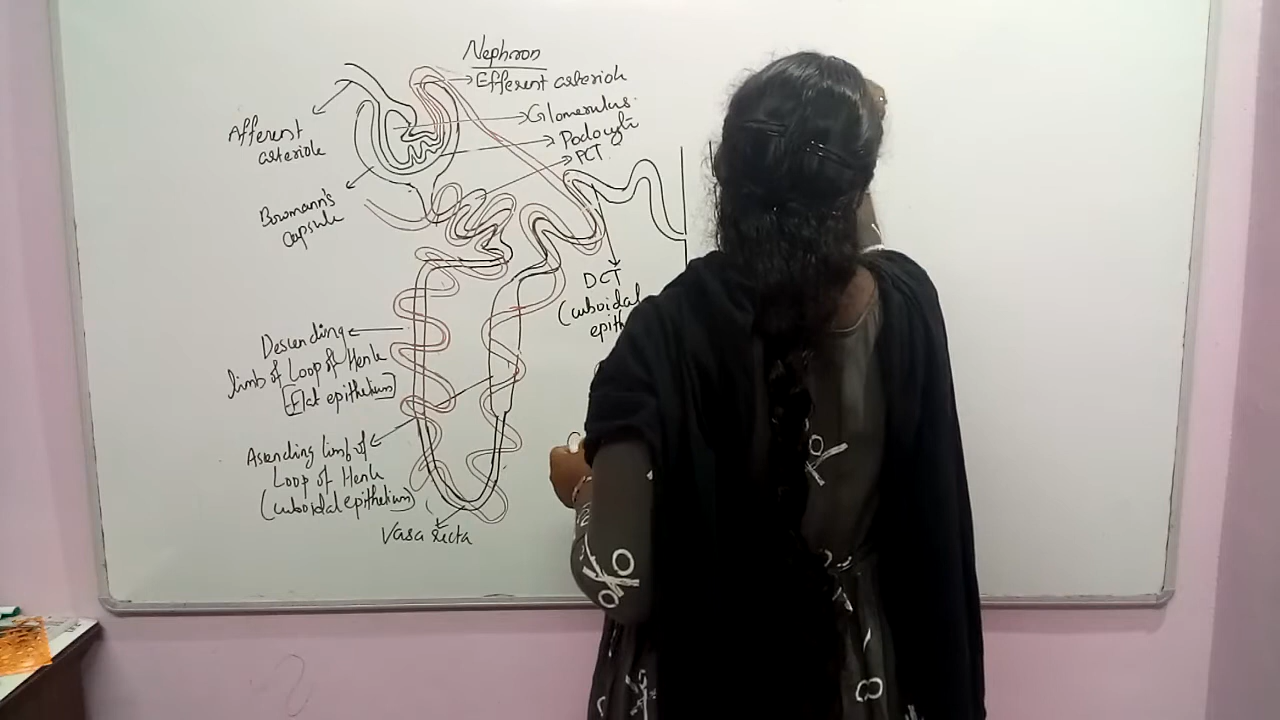 Nephron
Efferent arteriole
Glomerulus
Podocyte
PCT
Afferent
arteriole
Bowmann's
Capsule
DCT
(cuboidal
epith
Descending
limb of Loop of Henle
[Flat epithelium]
Ascending limb of
Loop of Henle
(cuboidal epithelium)
Vasa recta